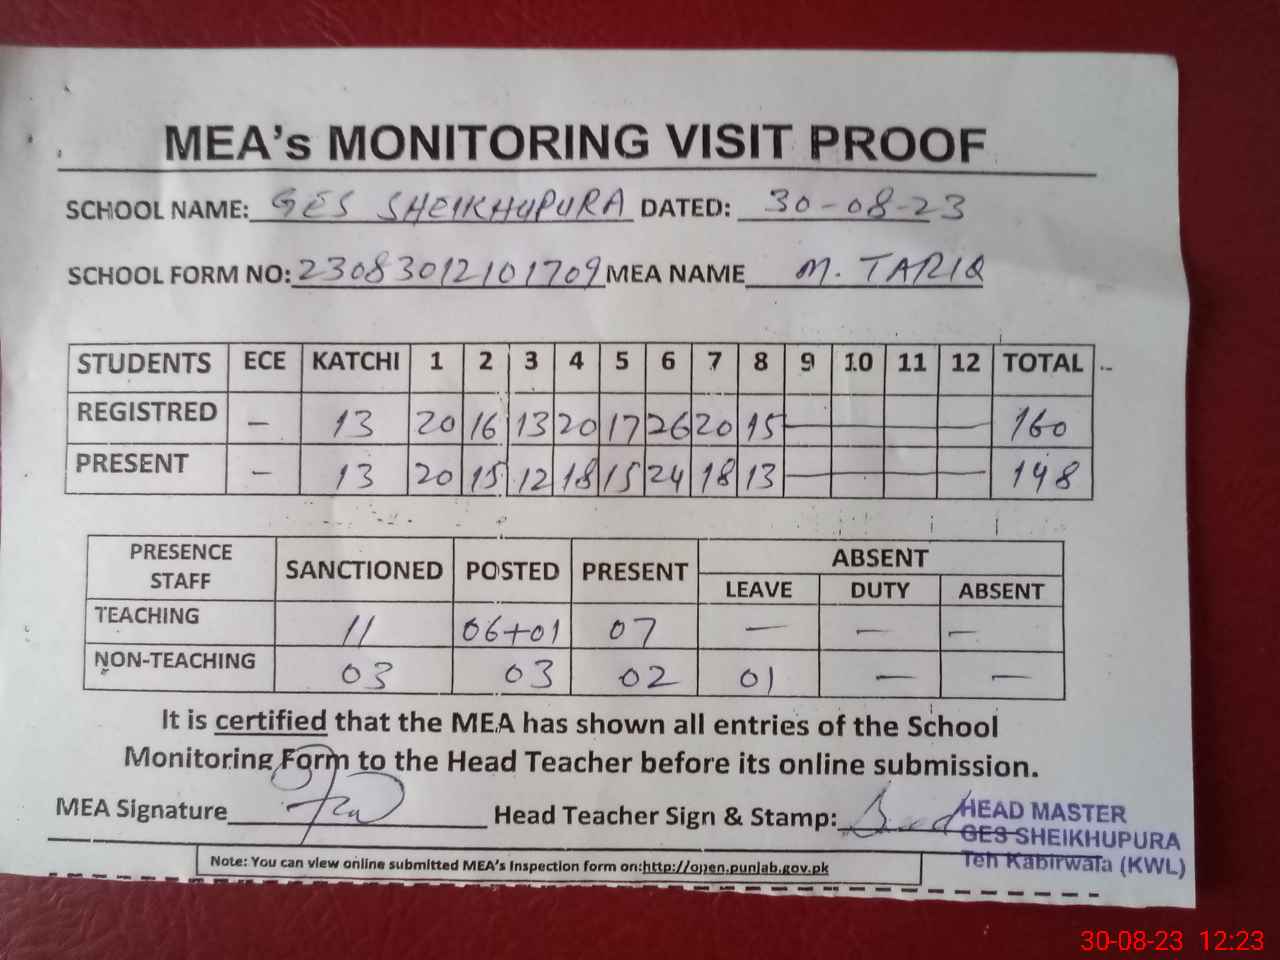 MEA's MONITORING VISIT PROOF
SCHOOL NAME: GES SHEIKHUPURA DATED: 30-08-23
SCHOOL FORM NO: 23083012101709 MEA NAME M. TARIQ
STUDENTS ECE KATCHI 1 2 3 4 5 6 7 8 9 10 11 12 TOTAL
REGISTRED — 13 20 16 13 20 17 26 20 15 — 160
PRESENT — 13 20 15 12 18 15 24 18 13 — 148
PRESENCE STAFF SANCTIONED POSTED PRESENT ABSENT
LEAVE DUTY ABSENT
TEACHING 11 06+01 07 — — —
NON-TEACHING 03 03 02 01 — —
It is certified that the MEA has shown all entries of the School
Monitoring Form to the Head Teacher before its online submission.
MEA Signature Head Teacher Sign & Stamp:
HEAD MASTER
GES SHEIKHUPURA
Teh Kabirwala (KWL)
Note: You can view online submitted MEA's Inspection form on:http://open.punjab.gov.pk
30-08-23 12:23